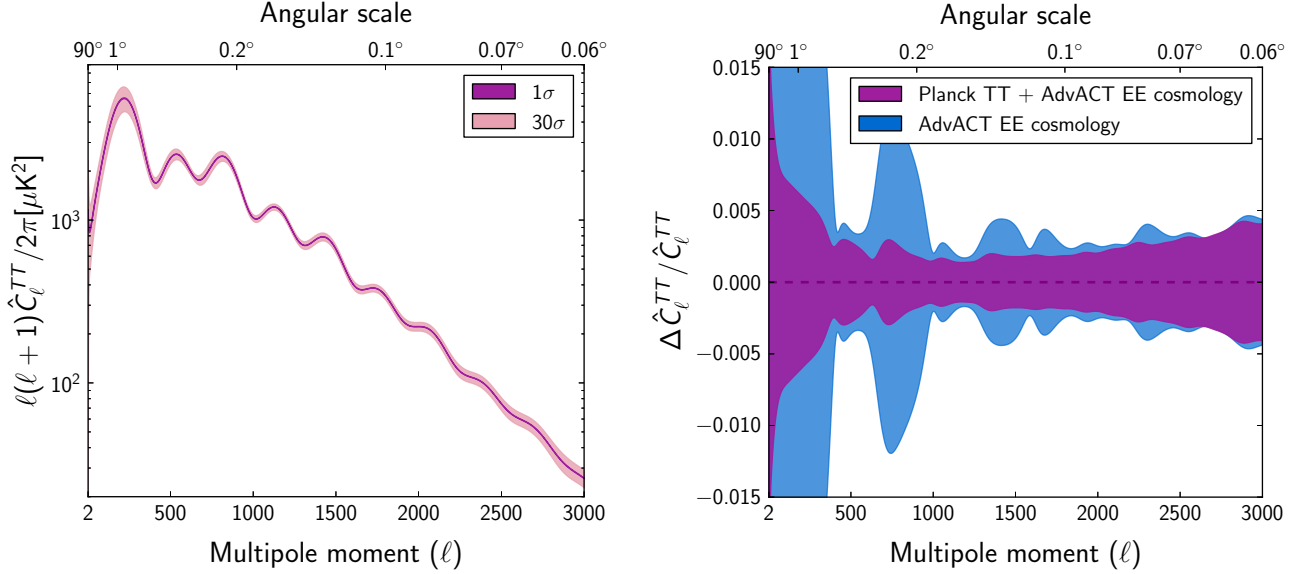 Angular scale
90° 1° 0.2° 0.1° 0.07° 0.06°
1σ
30σ
10³
10²
ℓ(ℓ + 1)Ĉ_ℓ^{TT}/2π[μK²]
2 500 1000 1500 2000 2500 3000
Multipole moment (ℓ)
Angular scale
90° 1° 0.2° 0.1° 0.07° 0.06°
Planck TT + AdvACT EE cosmology
AdvACT EE cosmology
0.015
0.010
0.005
0.000
−0.005
−0.010
−0.015
ΔĈ_ℓ^{TT}/Ĉ_ℓ^{TT}
2 500 1000 1500 2000 2500 3000
Multipole moment (ℓ)